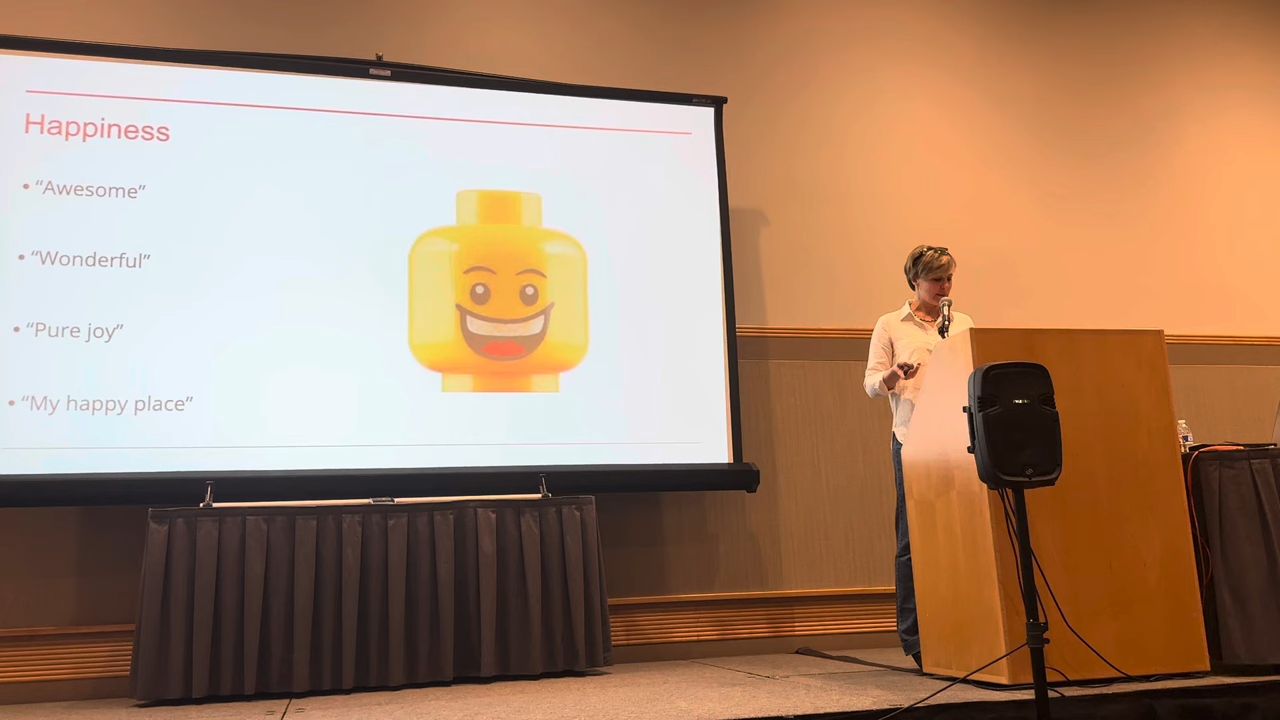 Happiness
• “Awesome”
• “Wonderful”
• “Pure joy”
• “My happy place”